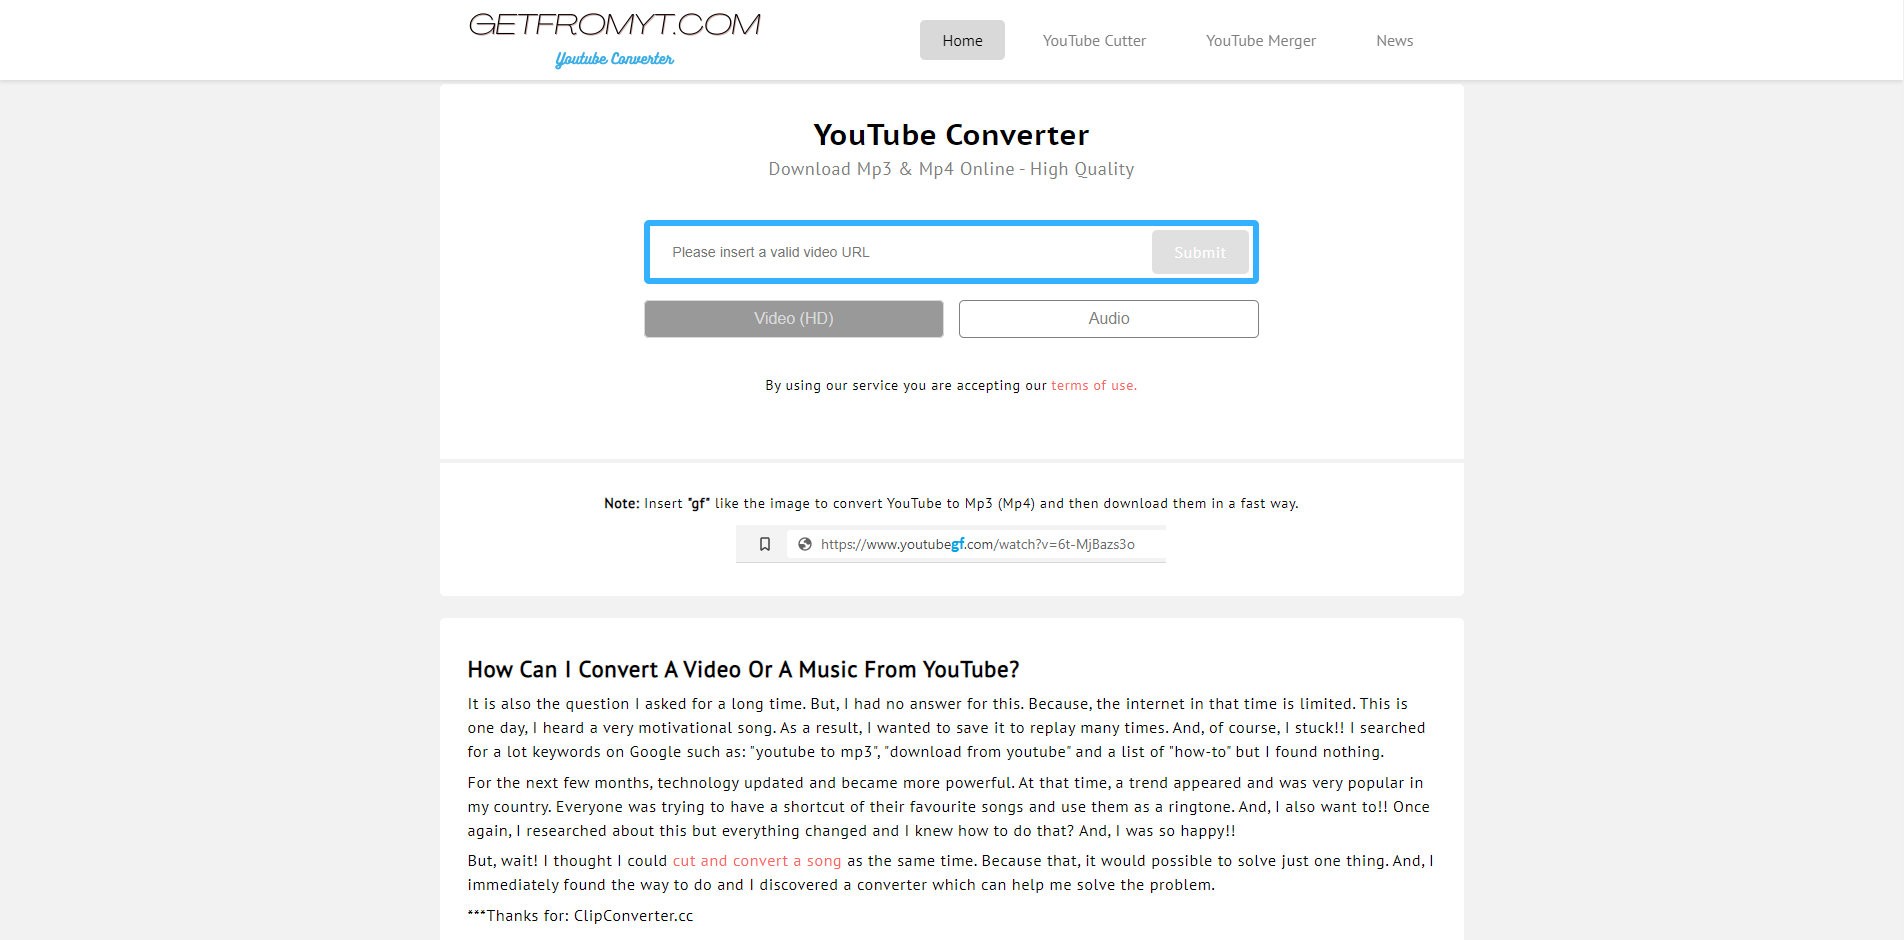 GETFROMYT.COM
Youtube Converter
Home
YouTube Cutter
YouTube Merger
News
YouTube Converter
Download Mp3 & Mp4 Online - High Quality
Please insert a valid video URL
Submit
Video (HD)
Audio
By using our service you are accepting our terms of use.
Note: Insert "gf" like the image to convert YouTube to Mp3 (Mp4) and then download them in a fast way.
https://www.youtubegf.com/watch?v=6t-MjBazs3o
How Can I Convert A Video Or A Music From YouTube?
It is also the question I asked for a long time. But, I had no answer for this. Because, the internet in that time is limited. This is
one day, I heard a very motivational song. As a result, I wanted to save it to replay many times. And, of course, I stuck!! I searched
for a lot keywords on Google such as: "youtube to mp3", "download from youtube" and a list of "how-to" but I found nothing.
For the next few months, technology updated and became more powerful. At that time, a trend appeared and was very popular in
my country. Everyone was trying to have a shortcut of their favourite songs and use them as a ringtone. And, I also want to!! Once
again, I researched about this but everything changed and I knew how to do that? And, I was so happy!!
But, wait! I thought I could cut and convert a song as the same time. Because that, it would possible to solve just one thing. And, I
immediately found the way to do and I discovered a converter which can help me solve the problem.
***Thanks for: ClipConverter.cc